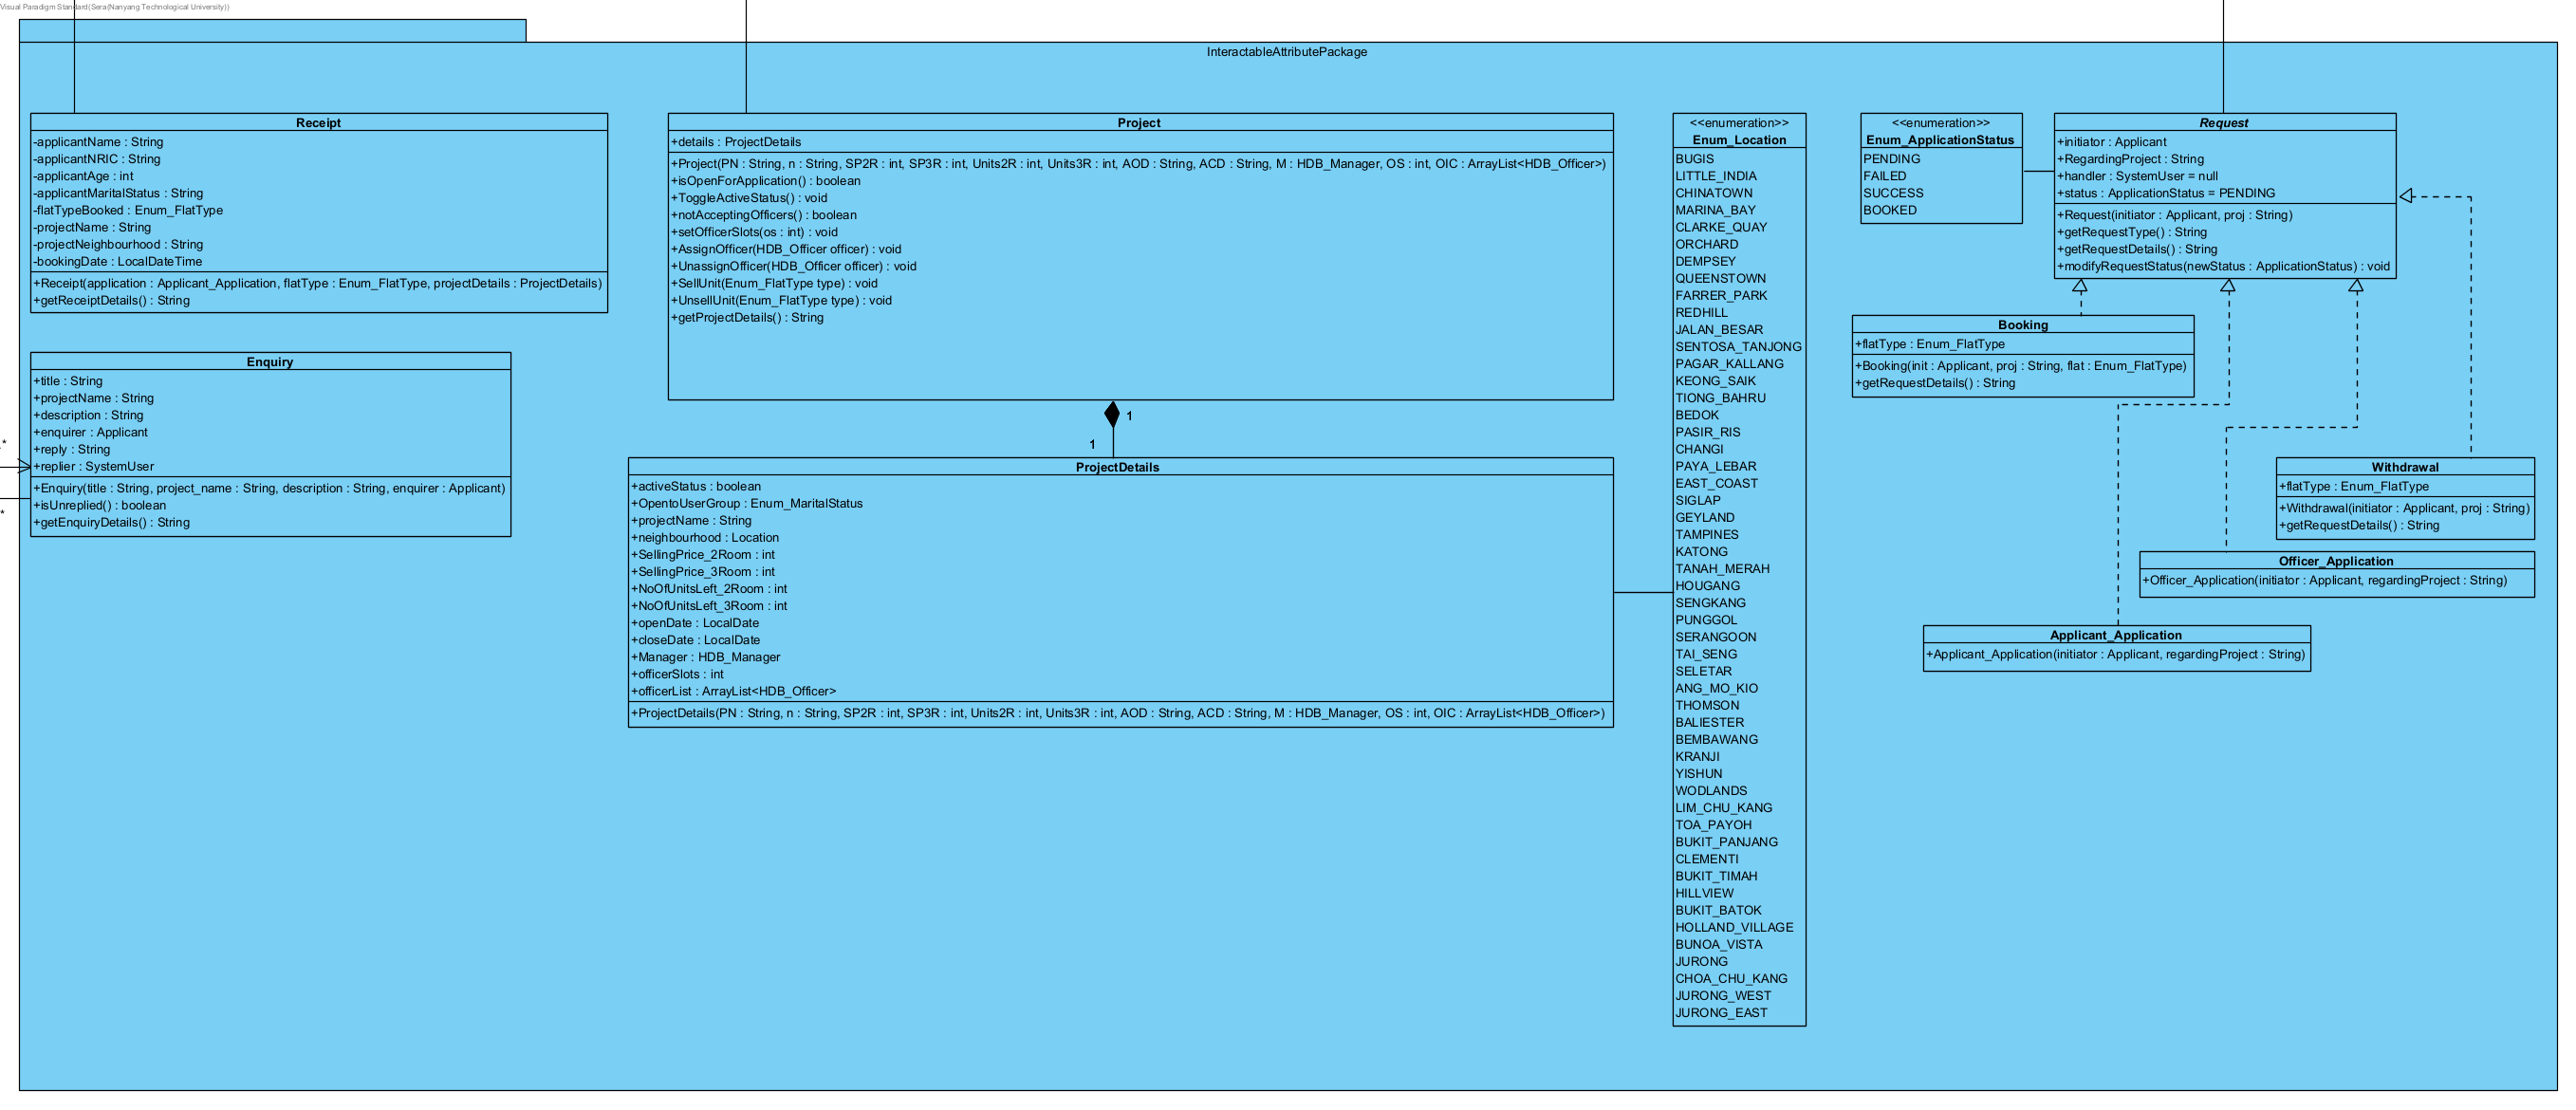 Visual Paradigm Standard(Sera(Nanyang Technological University))
InteractableAttributePackage
Receipt
-applicantName : String
-applicantNRIC : String
-applicantAge : int
-applicantMaritalStatus : String
-flatTypeBooked : Enum_FlatType
-projectName : String
-projectNeighbourhood : String
-bookingDate : LocalDateTime
+Receipt(application : Applicant_Application, flatType : Enum_FlatType, projectDetails : ProjectDetails)
+getReceiptDetails() : String
Enquiry
+title : String
+projectName : String
+description : String
+enquirer : Applicant
+reply : String
+replier : SystemUser
+Enquiry(title : String, project_name : String, description : String, enquirer : Applicant)
+isUnreplied() : boolean
+getEnquiryDetails() : String
*
*
Project
+details : ProjectDetails
+Project(PN : String, n : String, SP2R : int, SP3R : int, Units2R : int, Units3R : int, AOD : String, ACD : String, M : HDB_Manager, OS : int, OIC : ArrayList<HDB_Officer>)
+isOpenForApplication() : boolean
+ToggleActiveStatus() : void
+notAcceptingOfficers() : boolean
+setOfficerSlots(os : int) : void
+AssignOfficer(HDB_Officer officer) : void
+UnassignOfficer(HDB_Officer officer) : void
+SellUnit(Enum_FlatType type) : void
+UnsellUnit(Enum_FlatType type) : void
+getProjectDetails() : String
1
1
ProjectDetails
+activeStatus : boolean
+OpentoUserGroup : Enum_MaritalStatus
+projectName : String
+neighbourhood : Location
+SellingPrice_2Room : int
+SellingPrice_3Room : int
+NoOfUnitsLeft_2Room : int
+NoOfUnitsLeft_3Room : int
+openDate : LocalDate
+closeDate : LocalDate
+Manager : HDB_Manager
+officerSlots : int
+officerList : ArrayList<HDB_Officer>
+ProjectDetails(PN : String, n : String, SP2R : int, SP3R : int, Units2R : int, Units3R : int, AOD : String, ACD : String, M : HDB_Manager, OS : int, OIC : ArrayList<HDB_Officer>)
<<enumeration>>
Enum_Location
BUGIS
LITTLE_INDIA
CHINATOWN
MARINA_BAY
CLARKE_QUAY
ORCHARD
DEMPSEY
QUEENSTOWN
FARRER_PARK
REDHILL
JALAN_BESAR
SENTOSA_TANJONG
PAGAR_KALLANG
KEONG_SAIK
TIONG_BAHRU
BEDOK
PASIR_RIS
CHANGI
PAYA_LEBAR
EAST_COAST
SIGLAP
GEYLAND
TAMPINES
KATONG
TANAH_MERAH
HOUGANG
SENGKANG
PUNGGOL
SERANGOON
TAI_SENG
SELETAR
ANG_MO_KIO
THOMSON
BALIESTER
BEMBAWANG
KRANJI
YISHUN
WODLANDS
LIM_CHU_KANG
TOA_PAYOH
BUKIT_PANJANG
CLEMENTI
BUKIT_TIMAH
HILLVIEW
BUKIT_BATOK
HOLLAND_VILLAGE
BUNOA_VISTA
JURONG
CHOA_CHU_KANG
JURONG_WEST
JURONG_EAST
<<enumeration>>
Enum_ApplicationStatus
PENDING
FAILED
SUCCESS
BOOKED
Request
+initiator : Applicant
+RegardingProject : String
+handler : SystemUser = null
+status : ApplicationStatus = PENDING
+Request(initiator : Applicant, proj : String)
+getRequestType() : String
+getRequestDetails() : String
+modifyRequestStatus(newStatus : ApplicationStatus) : void
Booking
+flatType : Enum_FlatType
+Booking(init : Applicant, proj : String, flat : Enum_FlatType)
+getRequestDetails() : String
Withdrawal
+flatType : Enum_FlatType
+Withdrawal(initiator : Applicant, proj : String)
+getRequestDetails() : String
Officer_Application
+Officer_Application(initiator : Applicant, regardingProject : String)
Applicant_Application
+Applicant_Application(initiator : Applicant, regardingProject : String)